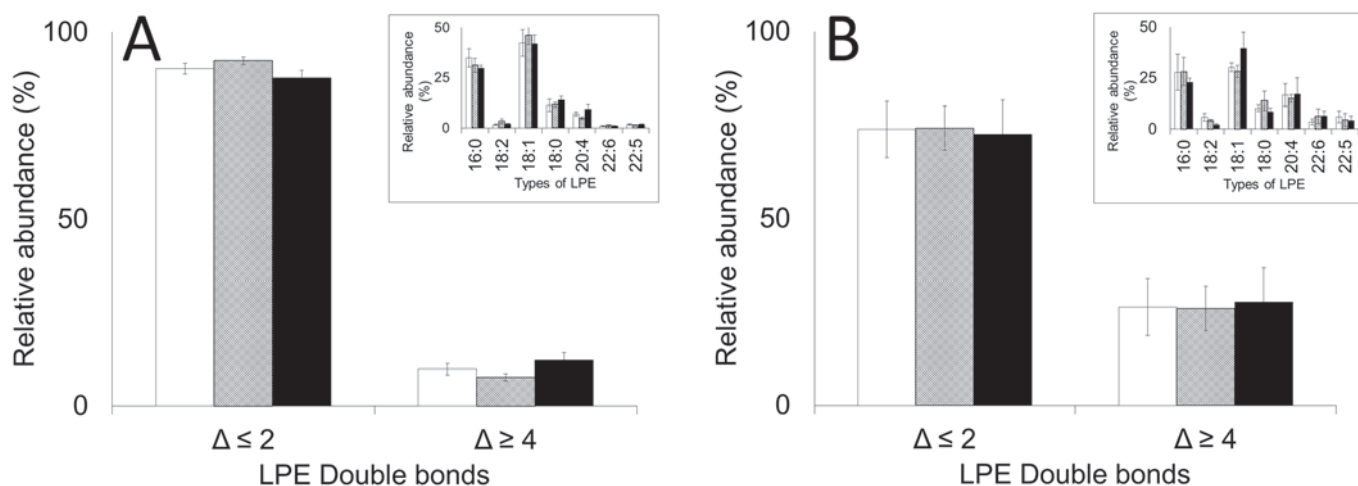 A
100
50
0
Relative abundance (%)
Δ ≤ 2
Δ ≥ 4
LPE Double bonds
50
25
0
Relative abundance
(%)
16:0
18:2
18:1
18:0
20:4
22:6
22:5
Types of LPE
B
100
50
0
Relative abundance (%)
Δ ≤ 2
Δ ≥ 4
LPE Double bonds
50
25
0
Relative abundance
(%)
16:0
18:2
18:1
18:0
20:4
22:6
22:5
Types of LPE